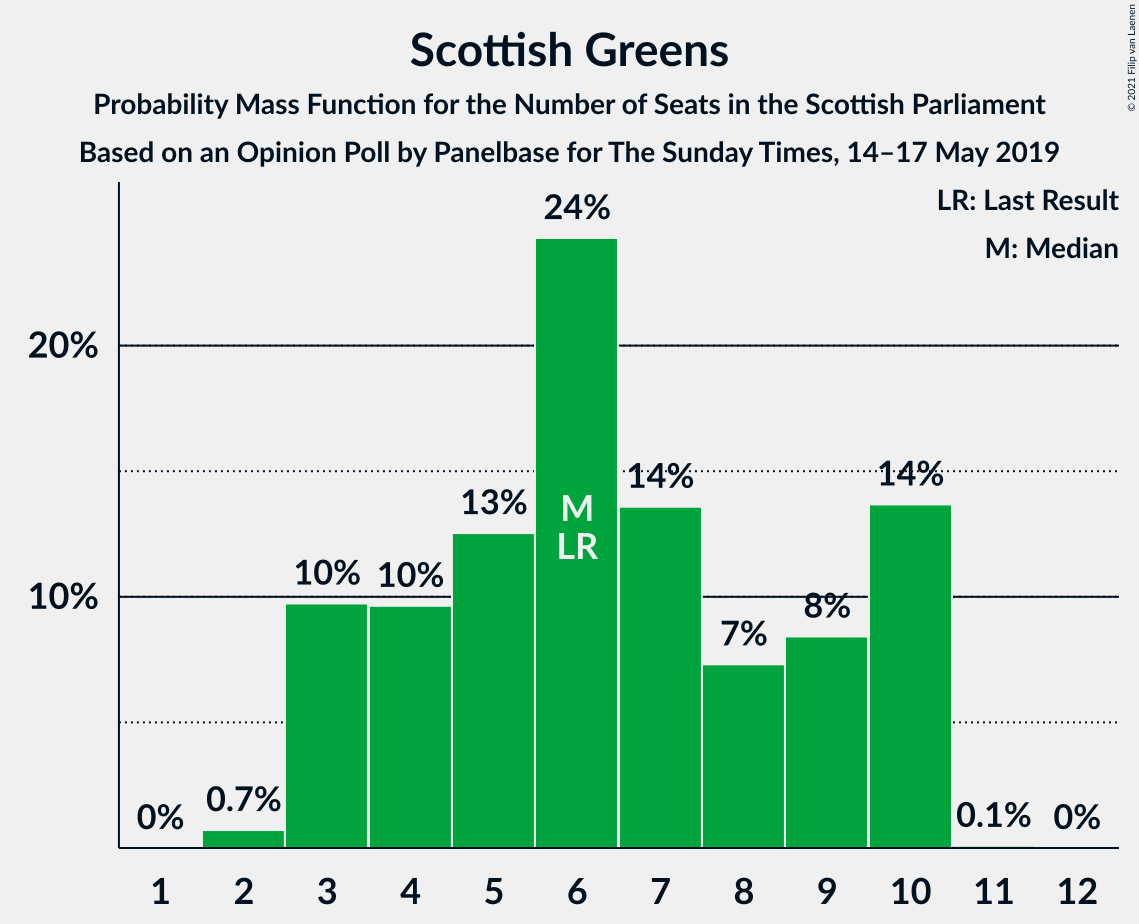 Scottish Greens
Probability Mass Function for the Number of Seats in the Scottish Parliament
Based on an Opinion Poll by Panelbase for The Sunday Times, 14–17 May 2019
© 2021 Filip van Laenen
LR: Last Result
M: Median
20%
10%
0%
0.7%
10%
10%
13%
24%
M
LR
14%
7%
8%
14%
0.1%
0%
1 2 3 4 5 6 7 8 9 10 11 12